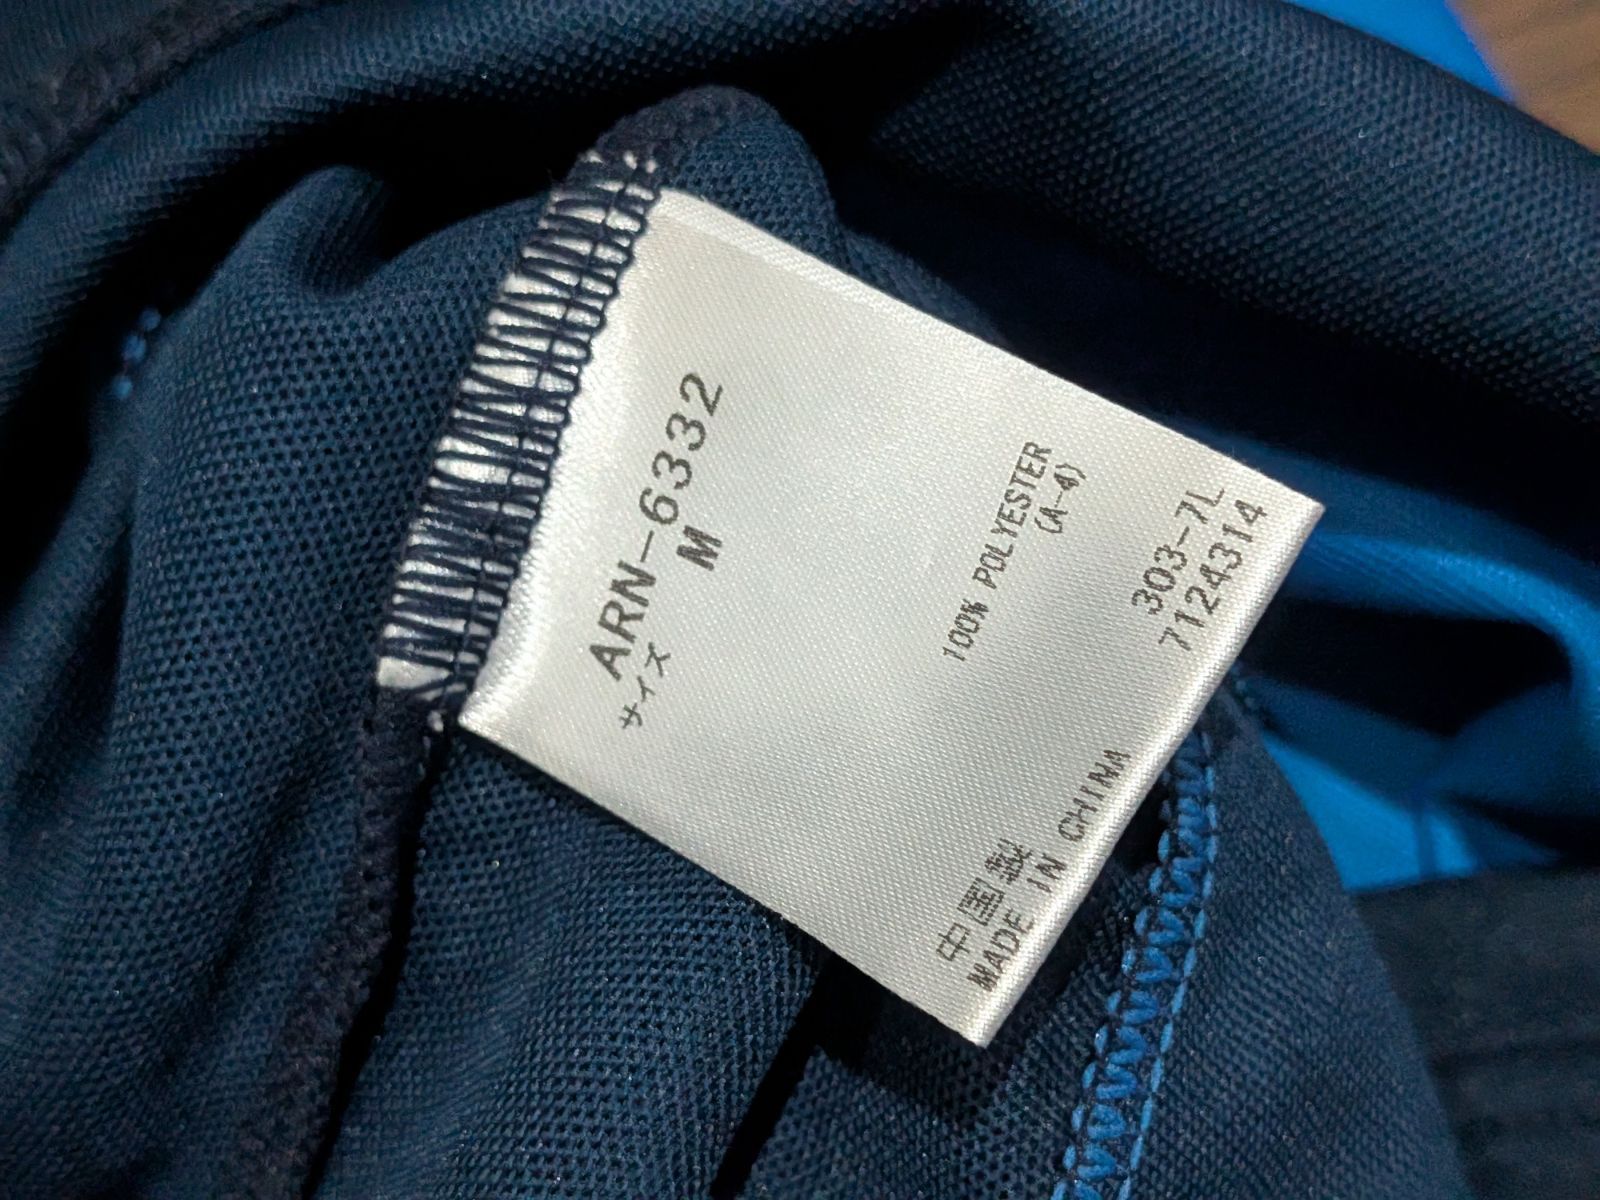 ARN-6332
サイズ M
100% POLYESTER
(A-4)
303-7L
7124314
中国製
MADE IN CHINA